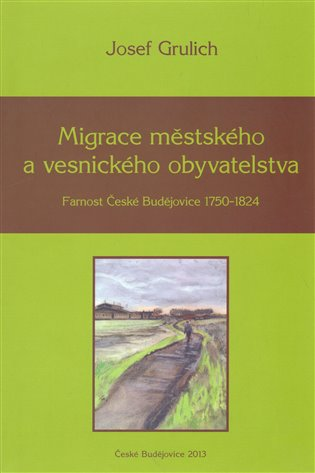 Josef Grulich
Migrace městského
a vesnického obyvatelstva
Farnost České Budějovice 1750-1824
České Budějovice 2013